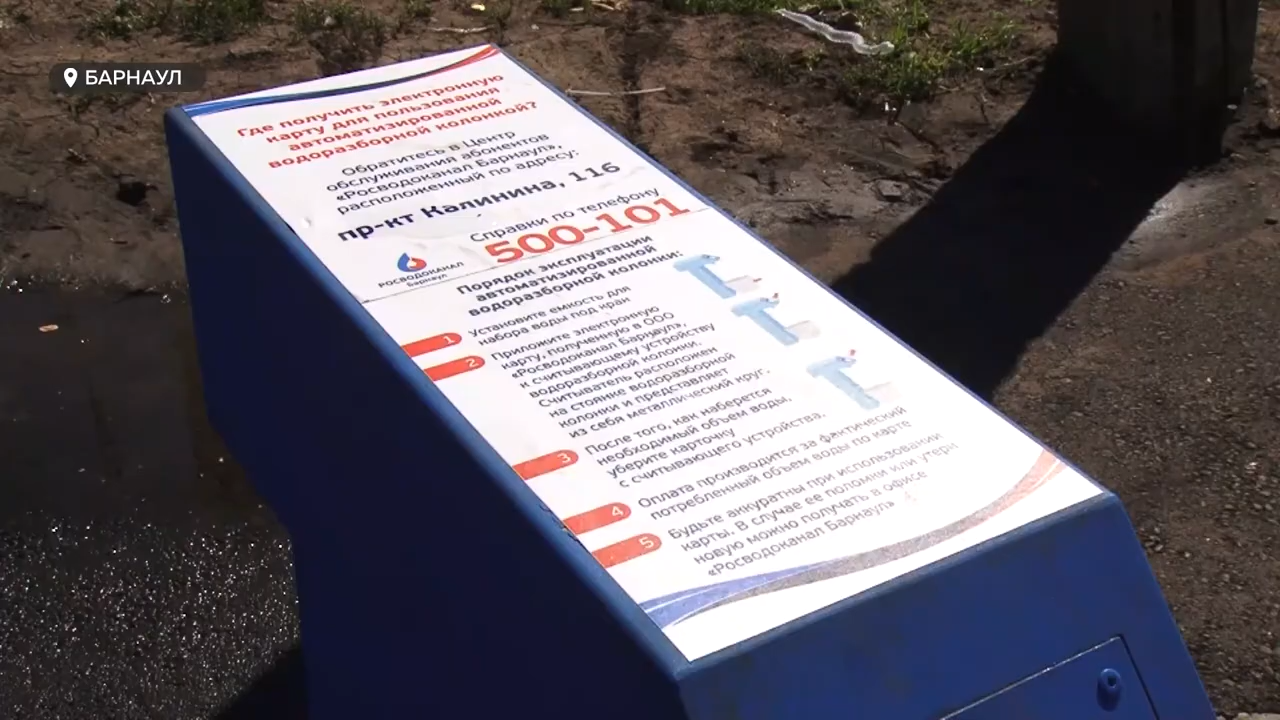 БАРНАУЛ
Где получить электронную
карту для пользования
автоматизированной
водоразборной колонкой?
Обратитесь в Центр
обслуживания абонентов
«Росводоканал Барнаул»,
расположенный по адресу:
пр-кт Калинина, 116
Справки по телефону
500-101
РОСВОДОКАНАЛ
Барнаул
Порядок эксплуатации
автоматизированной
водоразборной колонки:
1
Установите емкость для
набора воды под кран
2
Приложите электронную
карту, полученную в ООО
«Росводоканал Барнаул»,
к считывающему устройству
водоразборной колонки.
Считыватель расположен
на стоянке водоразборной
колонки и представляет
из себя металлический круг.
3
После того, как наберется
необходимый объем воды,
уберите карточку
с считывающего устройства.
4
Оплата производится за фактический
потребленный объем воды по карте
5
Будьте аккуратны при использовании
карты. В случае ее поломки или утери
новую можно получать в офисе
«Росводоканал Барнаул»